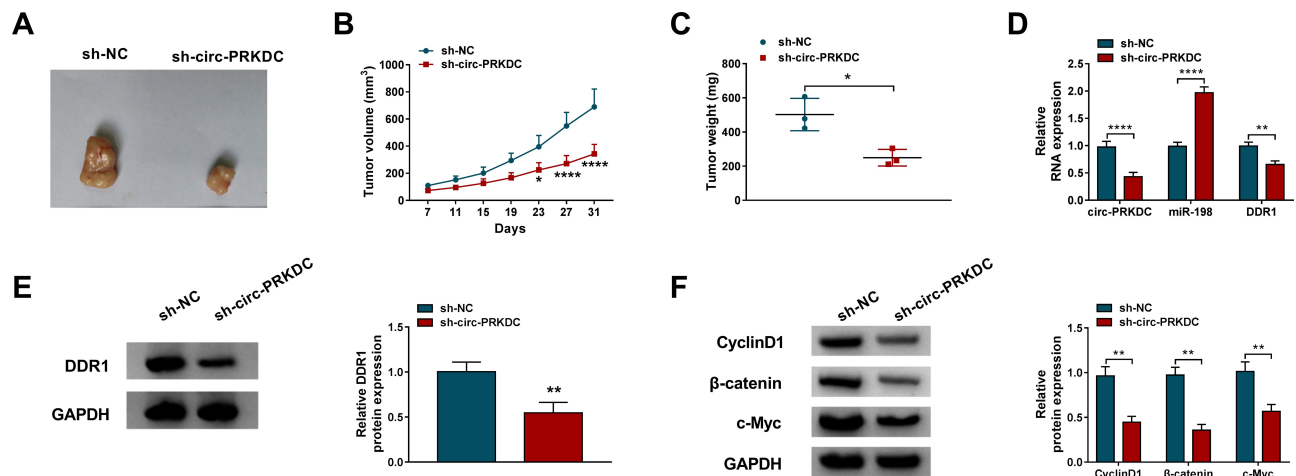 A
sh-NC
sh-circ-PRKDC
B
sh-NC
sh-circ-PRKDC
Tumor volume (mm³)
1000
800
600
400
200
0
*
****
****
7 11 15 19 23 27 31
Days
C
sh-NC
sh-circ-PRKDC
Tumor weight (mg)
800
600
400
200
0
*
D
sh-NC
sh-circ-PRKDC
Relative
RNA expression
2.5
2.0
1.5
1.0
0.5
0.0
****
****
**
circ-PRKDC miR-198 DDR1
E
sh-NC
sh-circ-PRKDC
DDR1
GAPDH
sh-NC
sh-circ-PRKDC
Relative DDR1
protein expression
1.5
1.0
0.5
0.0
**
F
sh-NC
sh-circ-PRKDC
CyclinD1
β-catenin
c-Myc
GAPDH
sh-NC
sh-circ-PRKDC
Relative
protein expression
1.5
1.0
0.5
0.0
**
**
**
CyclinD1 β-catenin c-Myc